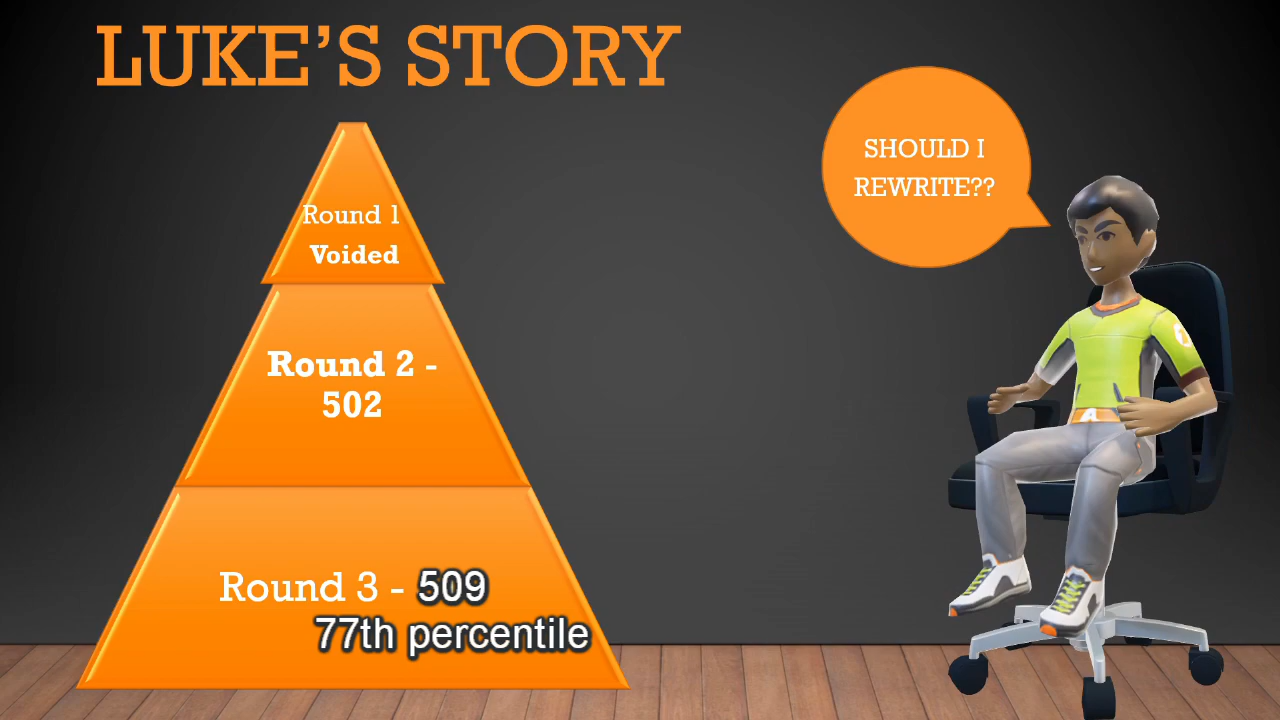 LUKE’S STORY
SHOULD I
REWRITE??
Round 1
Voided
Round 2 -
502
Round 3 - 509
77th percentile